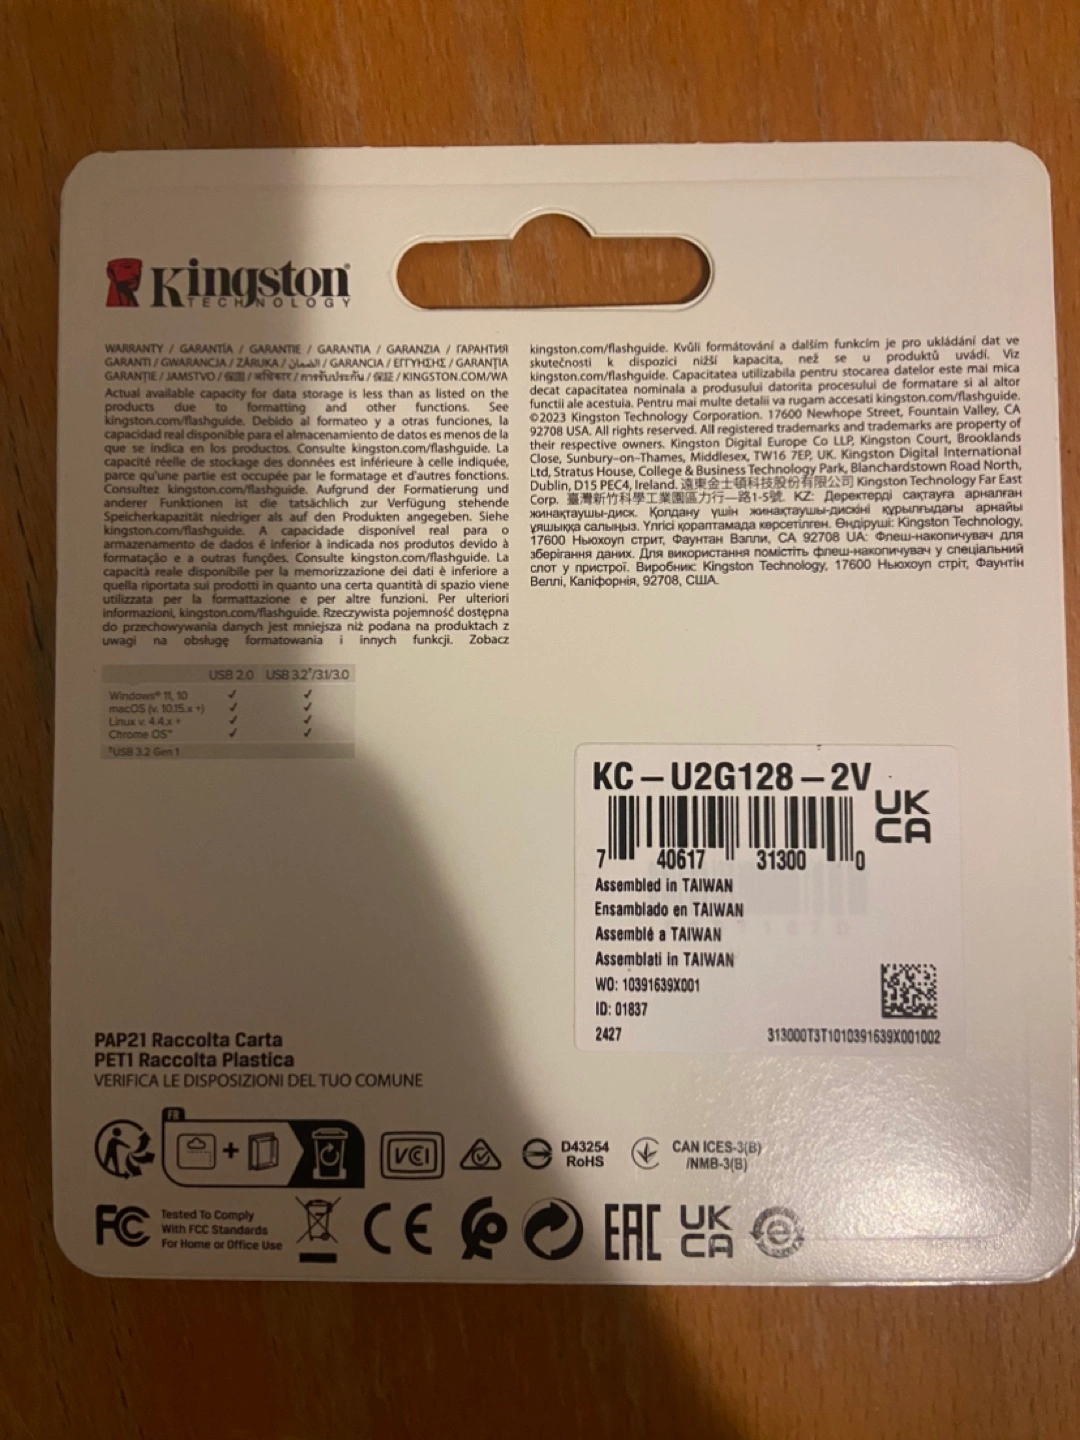 Kingston
TECHNOLOGY
WARRANTY / GARANTÍA / GARANTIE / GARANTIA / GARANZIA / ГАРАНТИЯ
GARANTI / GWARANCJA / ZÁRUKA / الضمان / GARANCIA / ΕΓΓΥΗΣΗΣ / GARANȚIA
GARANTIE / JAMSTVO / 保固 / / การรับประกัน / 保証 / KINGSTON.COM/WA
Actual available capacity for data storage is less than as listed on the
products due to formatting and other functions. See
kingston.com/flashguide. Debido al formateo y a otras funciones, la
capacidad real disponible para el almacenamiento de datos es menos de la
que se indica en los productos. Consulte kingston.com/flashguide. La
capacité réelle de stockage des données est inférieure à celle indiquée,
parce qu'une partie est occupée par le formatage et d'autres fonctions.
Consultez kingston.com/flashguide. Aufgrund der Formatierung und
anderer Funktionen ist die tatsächlich zur Verfügung stehende
Speicherkapazität niedriger als auf den Produkten angegeben. Siehe
kingston.com/flashguide. A capacidade disponível real para o
armazenamento de dados é inferior à indicada nos produtos devido à
formatação e a outras funções. Consulte kingston.com/flashguide. La
capacità reale disponibile per la memorizzazione dei dati è inferiore a
quella riportata sui prodotti in quanto una certa quantità di spazio viene
utilizzata per la formattazione e per altre funzioni. Per ulteriori
informazioni, kingston.com/flashguide. Rzeczywista pojemność dostępna
do przechowywania danych jest mniejsza niż podana na produktach z
uwagi na obsługę formatowania i innych funkcji. Zobacz
kingston.com/flashguide. Kvůli formátování a dalším funkcím je pro ukládání dat ve
skutečnosti k dispozici nižší kapacita, než se u produktů uvádí. Viz
kingston.com/flashguide. Capacitatea utilizabila pentru stocarea datelor este mai mica
decat capacitatea nominala a produsului datorita procesului de formatare si al altor
functii ale acestuia. Pentru mai multe detalii va rugam accesati kingston.com/flashguide.
©2023 Kingston Technology Corporation. 17600 Newhope Street, Fountain Valley, CA
92708 USA. All rights reserved. All registered trademarks and trademarks are property of
their respective owners. Kingston Digital Europe Co LLP, Kingston Court, Brooklands
Close, Sunbury-on-Thames, Middlesex, TW16 7EP, UK. Kingston Digital International
Ltd, Stratus House, College & Business Technology Park, Blanchardstown Road North,
Dublin, D15 PEC4, Ireland. 遠東金士頓科技股份有限公司 Kingston Technology Far East
Corp. 臺灣新竹科學工業園區力行一路1-5號. KZ: Деректерді сақтауға арналған
жинақтаушы-диск. Қолдану үшін жинақтаушы-дискіні құрылғыдағы арнайы
ұяшыққа салыңыз. Үлгісі қораптамада көрсетілген. Өндіруші: Kingston Technology,
17600 Ньюхоуп стрит, Фаунтан Вэлли, CA 92708 UA: Флеш-накопичувач для
зберігання даних. Для використання помістіть флеш-накопичувач у спеціальний
слот у пристрої. Виробник: Kingston Technology, 17600 Ньюхоуп стріт, Фаунтін
Веллі, Каліфорнія, 92708, США.
USB 2.0 USB 3.2†/3.1/3.0
Windows® 11, 10 ✓ ✓
macOS (v. 10.15.x +) ✓ ✓
Linux v. 4.4.x + ✓ ✓
Chrome OS™ ✓ ✓
†USB 3.2 Gen 1
KC-U2G128-2V
UK
CA
7 40617 31300 0
Assembled in TAIWAN
Ensamblado en TAIWAN
Assemblé a TAIWAN
Assemblati in TAIWAN
WO: 10391639X001
ID: 01837
2427 313000T3T1010391639X001002
PAP21 Raccolta Carta
PET1 Raccolta Plastica
VERIFICA LE DISPOSIZIONI DEL TUO COMUNE
FR
+
VCI
D43254
RoHS
CAN ICES-3(B)
/NMB-3(B)
FC
Tested To Comply
With FCC Standards
For Home or Office Use
CE
EAC
UK
CA